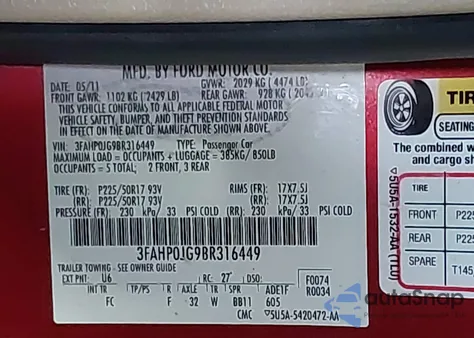 MFD. BY FORD MOTOR CO.
DATE: 05/11 GVWR: 2029 KG (4474 LB)
FRONT GAWR: 1102 KG (2429 LB) REAR GAWR: 928 KG
THIS VEHICLE CONFORMS TO ALL APPLICABLE FEDERAL MOTOR
VEHICLE SAFETY, BUMPER, AND THEFT PREVENTION STANDARDS
IN EFFECT ON THE DATE OF MANUFACTURE SHOWN ABOVE.
VIN: 3FAHP0JG9BR316449 TYPE: Passenger Car
MAXIMUM LOAD = OCCUPANTS + LUGGAGE = 385KG/850LB
OCCUPANTS = 5 TOTAL: 2 FRONT, 3 REAR
TIRE (FR): P225/50R17 93V RIMS (FR): 17X7.5J
(RR): P225/50R17 93V (RR): 17X7.5J
PRESSURE (FR): 230 kPa/ 33 PSI COLD (RR): 230 kPa/ 33 PSI COLD
3FAHP0JG9BR316449
TRAILER TOWING - SEE OWNER GUIDE
EXT PNT: U6 RC: 27 DSO: F0074
R0034
INT TR TP/PS R AXLE TR ADE1F
FC F 32 W BB11 605
CMC 5U5A-5420472-AA
TIR
SEATING
The combined w
and cargo sh
TIRE
FRONT P225
REAR P225
SPARE T145
5U5A-1532-AA (110)
autoSnap